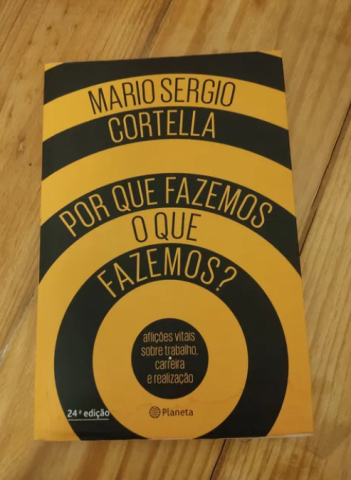 MARIO SERGIO
CORTELLA
POR QUE FAZEMOS
O QUE
FAZEMOS?
aflições vitais
sobre trabalho,
carreira
e realização
24ª edição
Planeta